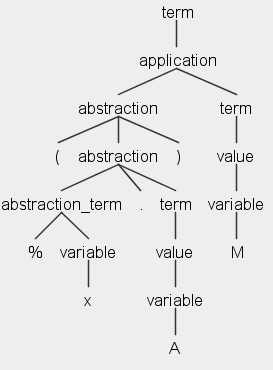 term
application
abstraction term
( abstraction ) value
abstraction_term . term variable
% variable value M
x variable
A